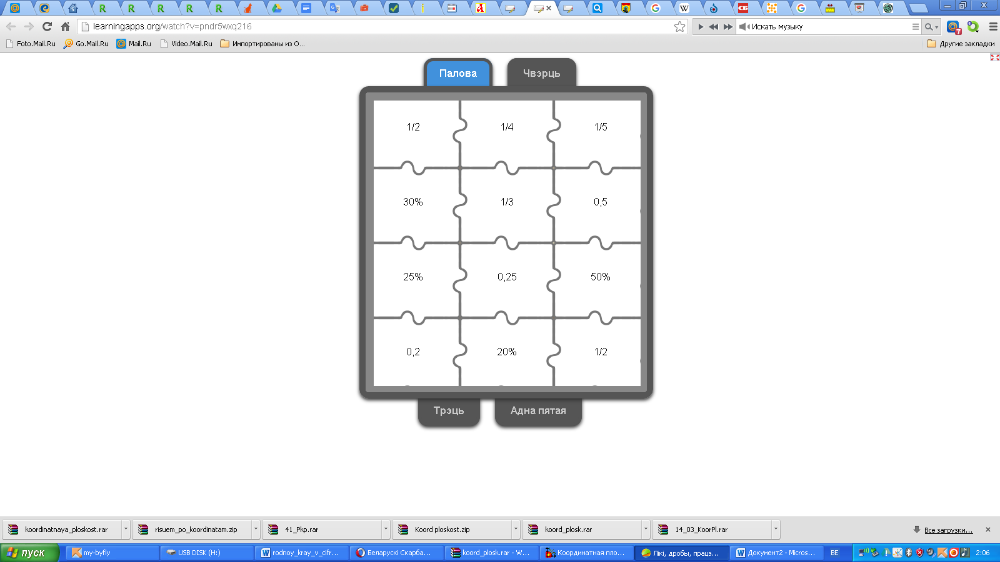 learningapps.org/watch?v=pndr5wxq216
Искать музыку
Foto.Mail.Ru
Go.Mail.Ru
Mail.Ru
Video.Mail.Ru
Импортированы из O...
Другие закладки
Палова
Чвэрць
1/2
1/4
1/5
30%
1/3
0,5
25%
0,25
50%
0,2
20%
1/2
Трэць
Адна пятая
koordinatnaya_ploskost.rar
risuem_po_koordinatam.zip
41_Pkp.rar
Koord ploskost.zip
koord_plosk.rar
14_03_KoorPl.rar
Все загрузки...
пуск
my-byfly
USB DISK (H:)
rodnoy_kray_v_cifr...
Беларускі Скарба...
koord_plosk.rar - W...
Координатная пло...
Лікі, дробы, працэ...
Документ2 - Micros...
BE
2:06